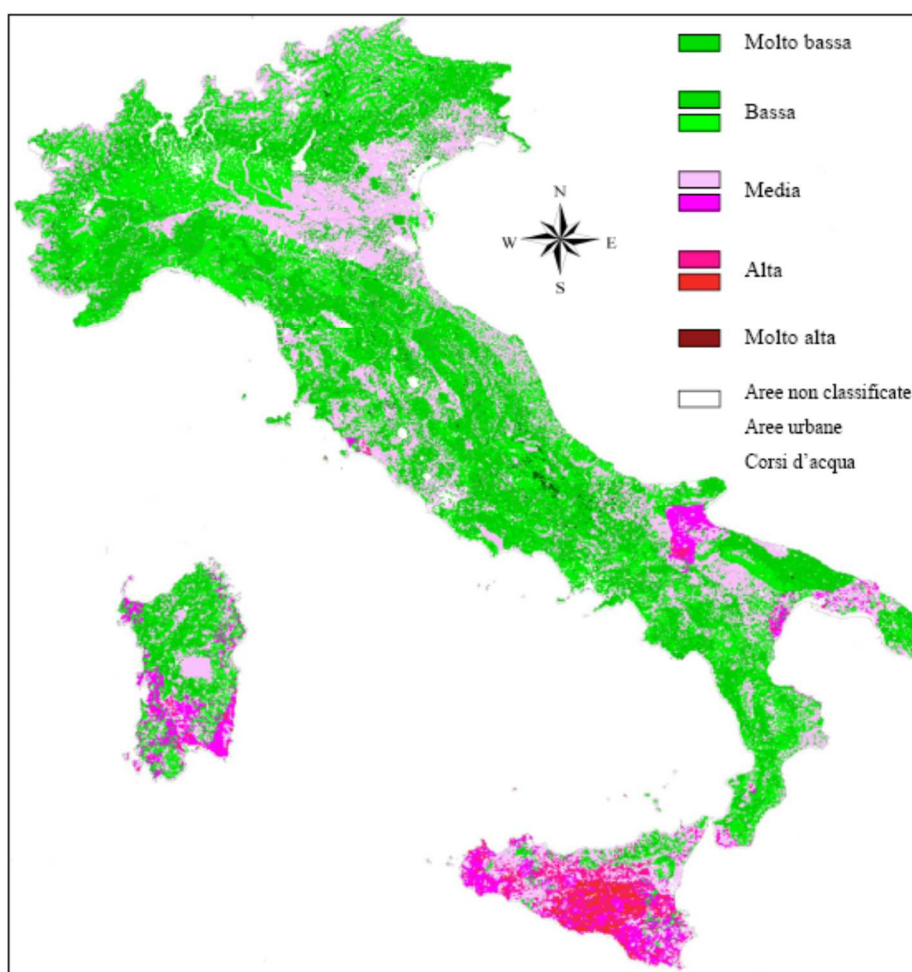 Molto bassa
Bassa
Media
Alta
Molto alta
Aree non classificate
Aree urbane
Corsi d'acqua
N
W
E
S